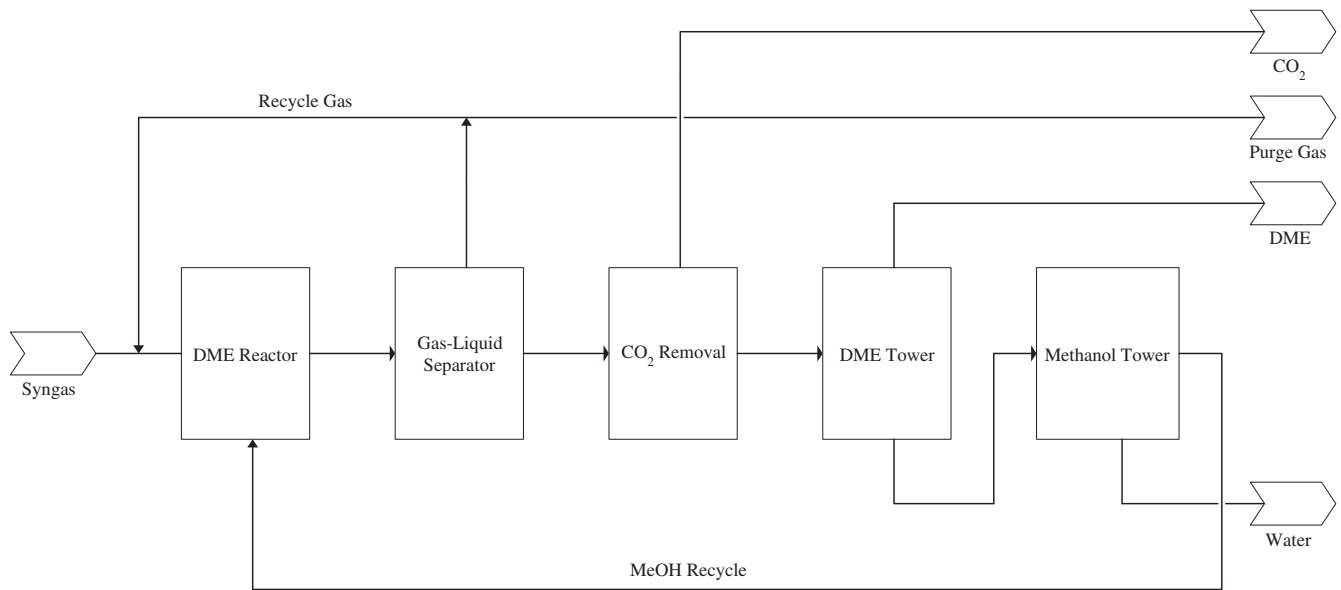 CO₂
Recycle Gas
Purge Gas
DME
DME Reactor
Gas-Liquid
Separator
CO₂ Removal
DME Tower
Methanol Tower
Syngas
Water
MeOH Recycle